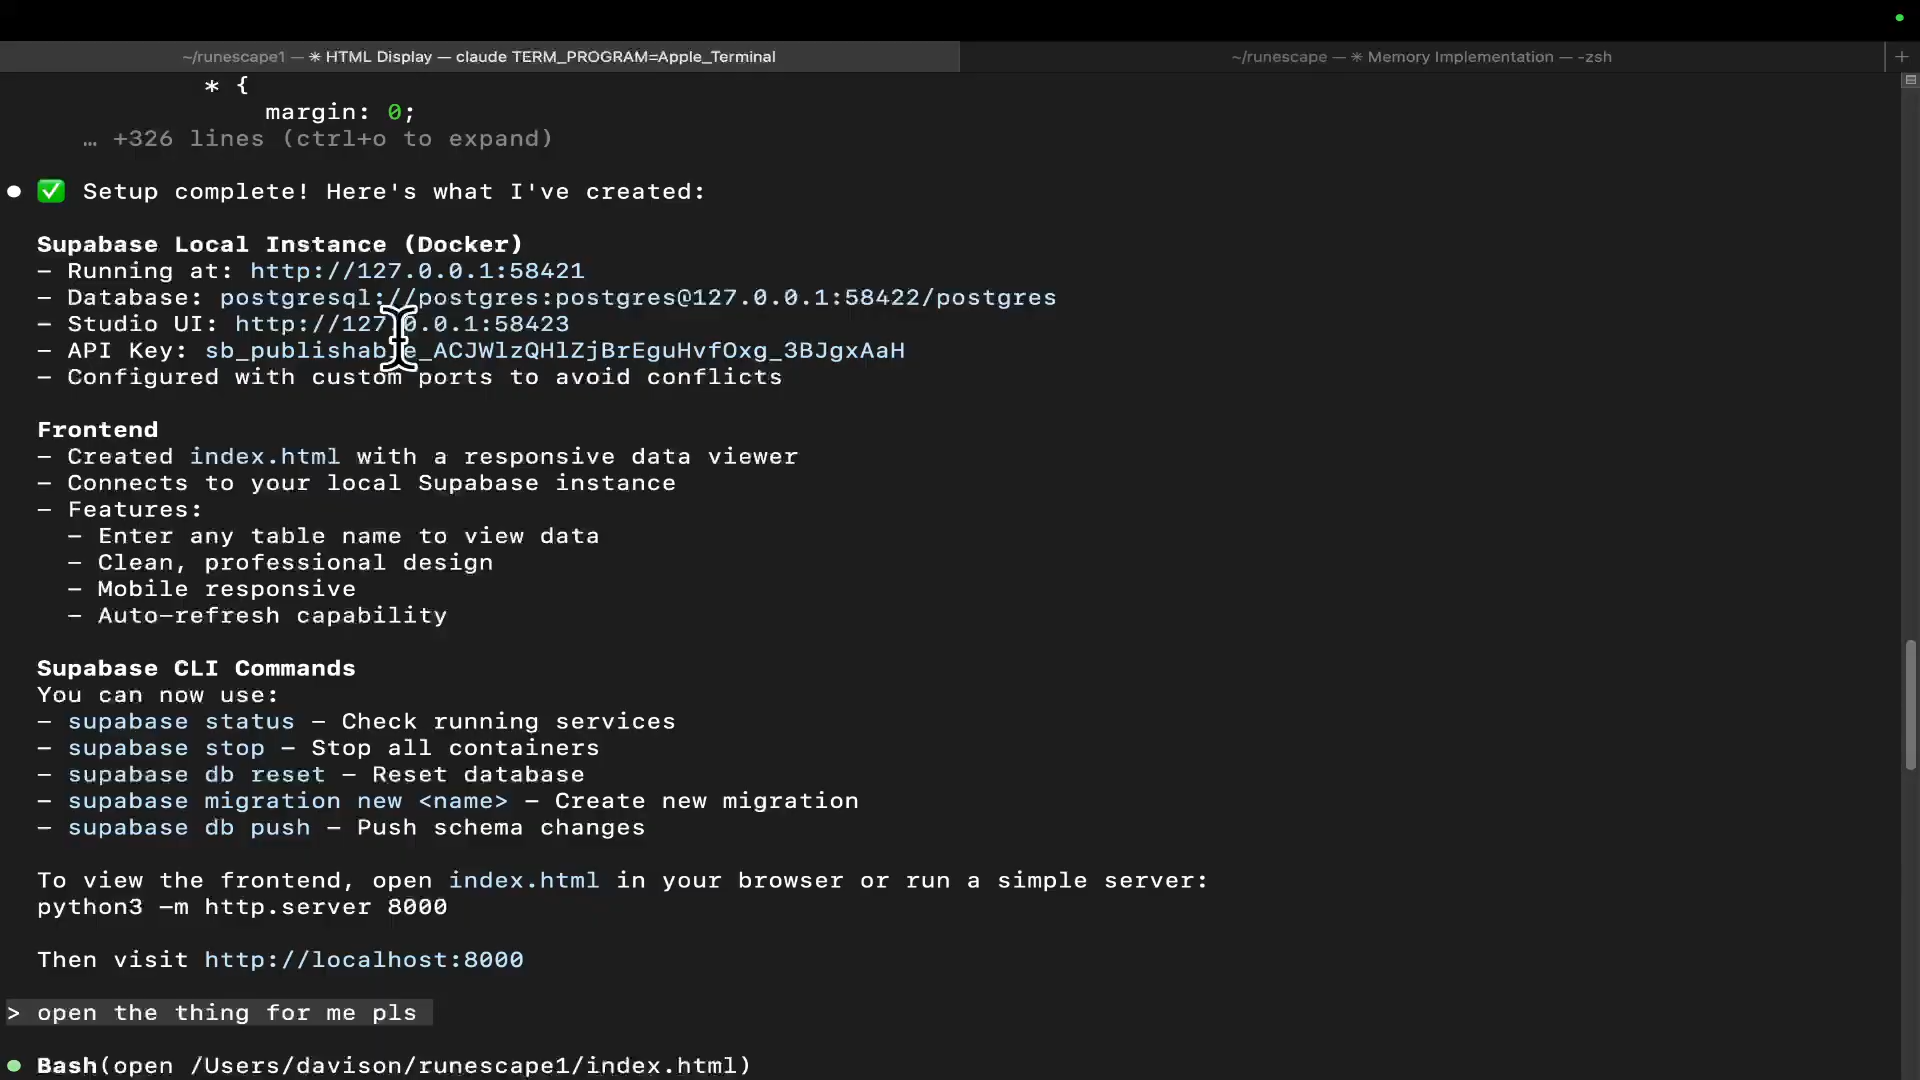 ~/runescape1 — ✳ HTML Display — claude TERM_PROGRAM=Apple_Terminal
~/runescape — ✳ Memory Implementation — -zsh
* {
margin: 0;
… +326 lines (ctrl+o to expand)
● ✅ Setup complete! Here's what I've created:
Supabase Local Instance (Docker)
- Running at: http://127.0.0.1:58421
- Database: postgresql://postgres:postgres@127.0.0.1:58422/postgres
- Studio UI: http://127.0.0.1:58423
- API Key: sb_publishable_ACJWlzQHlZjBrEguHvfOxg_3BJgxAaH
- Configured with custom ports to avoid conflicts
Frontend
- Created index.html with a responsive data viewer
- Connects to your local Supabase instance
- Features:
- Enter any table name to view data
- Clean, professional design
- Mobile responsive
- Auto-refresh capability
Supabase CLI Commands
You can now use:
- supabase status - Check running services
- supabase stop - Stop all containers
- supabase db reset - Reset database
- supabase migration new <name> - Create new migration
- supabase db push - Push schema changes
To view the frontend, open index.html in your browser or run a simple server:
python3 -m http.server 8000
Then visit http://localhost:8000
> open the thing for me pls
● Bash(open /Users/davison/runescape1/index.html)